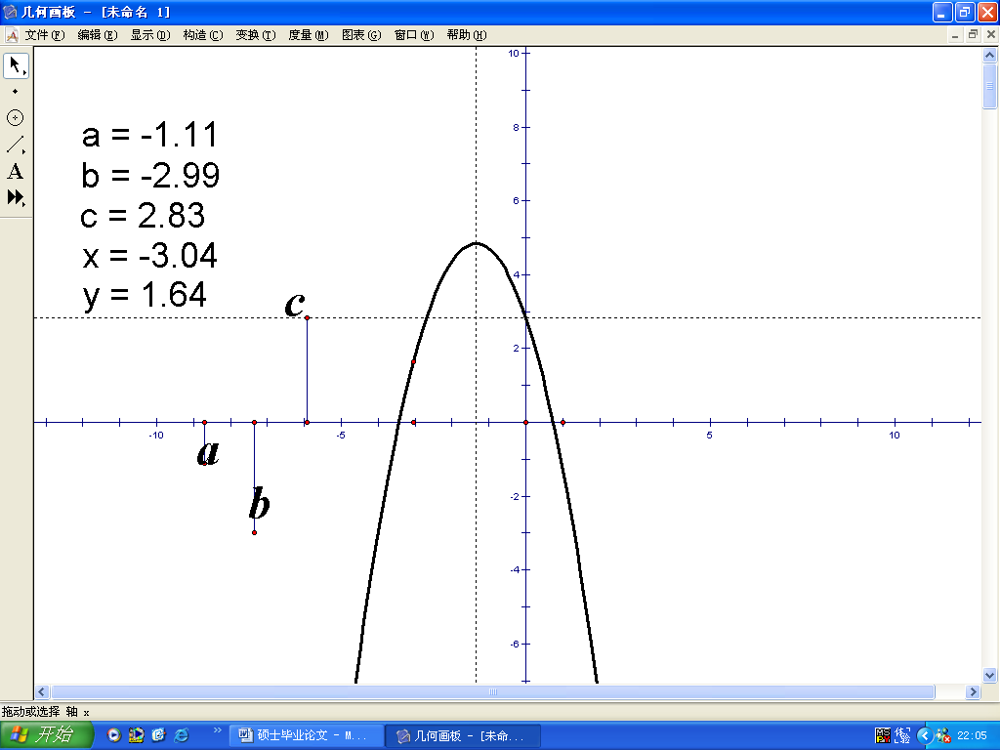 几何画板 - [未命名 1]
文件(F) 编辑(E) 显示(D) 构造(C) 变换(T) 度量(M) 图表(G) 窗口(W) 帮助(H)
A
a = -1.11
b = -2.99
c = 2.83
x = -3.04
y = 1.64
c
a
b
10
8
6
4
2
-2
-4
-6
-10 -5 5 10
拖动或选择 轴 x
开始
硕士毕业论文 - M...
几何画板 - [未命...
22:05